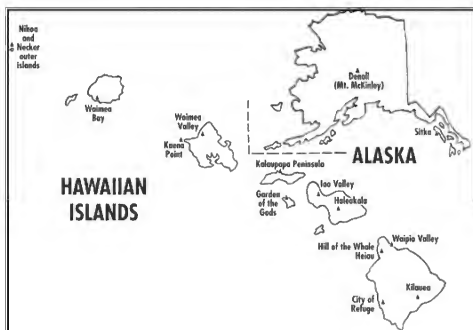 Nihoa
and
Necker
outer
islands
Waimea
Bay
Waimea
Valley
Kaena
Point
HAWAIIAN
ISLANDS
Denali
(Mt. McKinley)
Sitka
ALASKA
Kalaupapa Peninsula
Garden
of the
Gods
Iao Valley
Haleakala
Hill of the Whale
Heiau
Waipio Valley
City of
Refuge
Kilauea